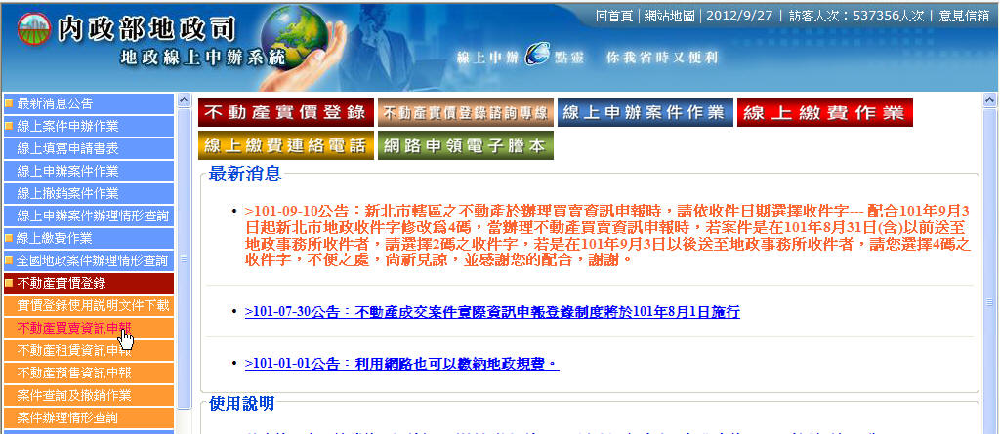 內政部地政司
地政線上申辦系統
回首頁 | 網站地圖 | 2012/9/27 | 訪客人次：537356人次 | 意見信箱
線上申辦 e 點靈 你我省時又便利
最新消息公告
線上案件申辦作業
線上填寫申請書表
線上申辦案件作業
線上撤銷案件作業
線上申辦案件辦理情形查詢
線上繳費作業
全國地政案件辦理情形查詢
不動產實價登錄
實價登錄使用說明文件下載
不動產買賣資訊申報
不動產租賃資訊申報
不動產預售資訊申報
案件查詢及撤銷作業
案件辦理情形查詢
不動產實價登錄 不動產實價登錄諮詢專線 線上申辦案件作業 線上繳費作業
線上繳費連絡電話 網路申領電子謄本
最新消息
>101-09-10公告：新北市轄區之不動產於辦理買賣資訊申報時，請依收件日期選擇收件字--- 配合101年9月3
日起新北市地政收件字修改為4碼，當辦理不動產買賣資訊申報時，若案件是在101年8月31日(含)以前送至
地政事務所收件者，請選擇2碼之收件字，若是在101年9月3日以後送至地政事務所收件者，請您選擇4碼之
收件字，不便之處，尚祈見諒，並感謝您的配合，謝謝。
>101-07-30公告：不動產成交案件實際資訊申報登錄制度將於101年8月1日施行
>101-01-01公告：利用網路也可以繳納地政規費。
使用說明